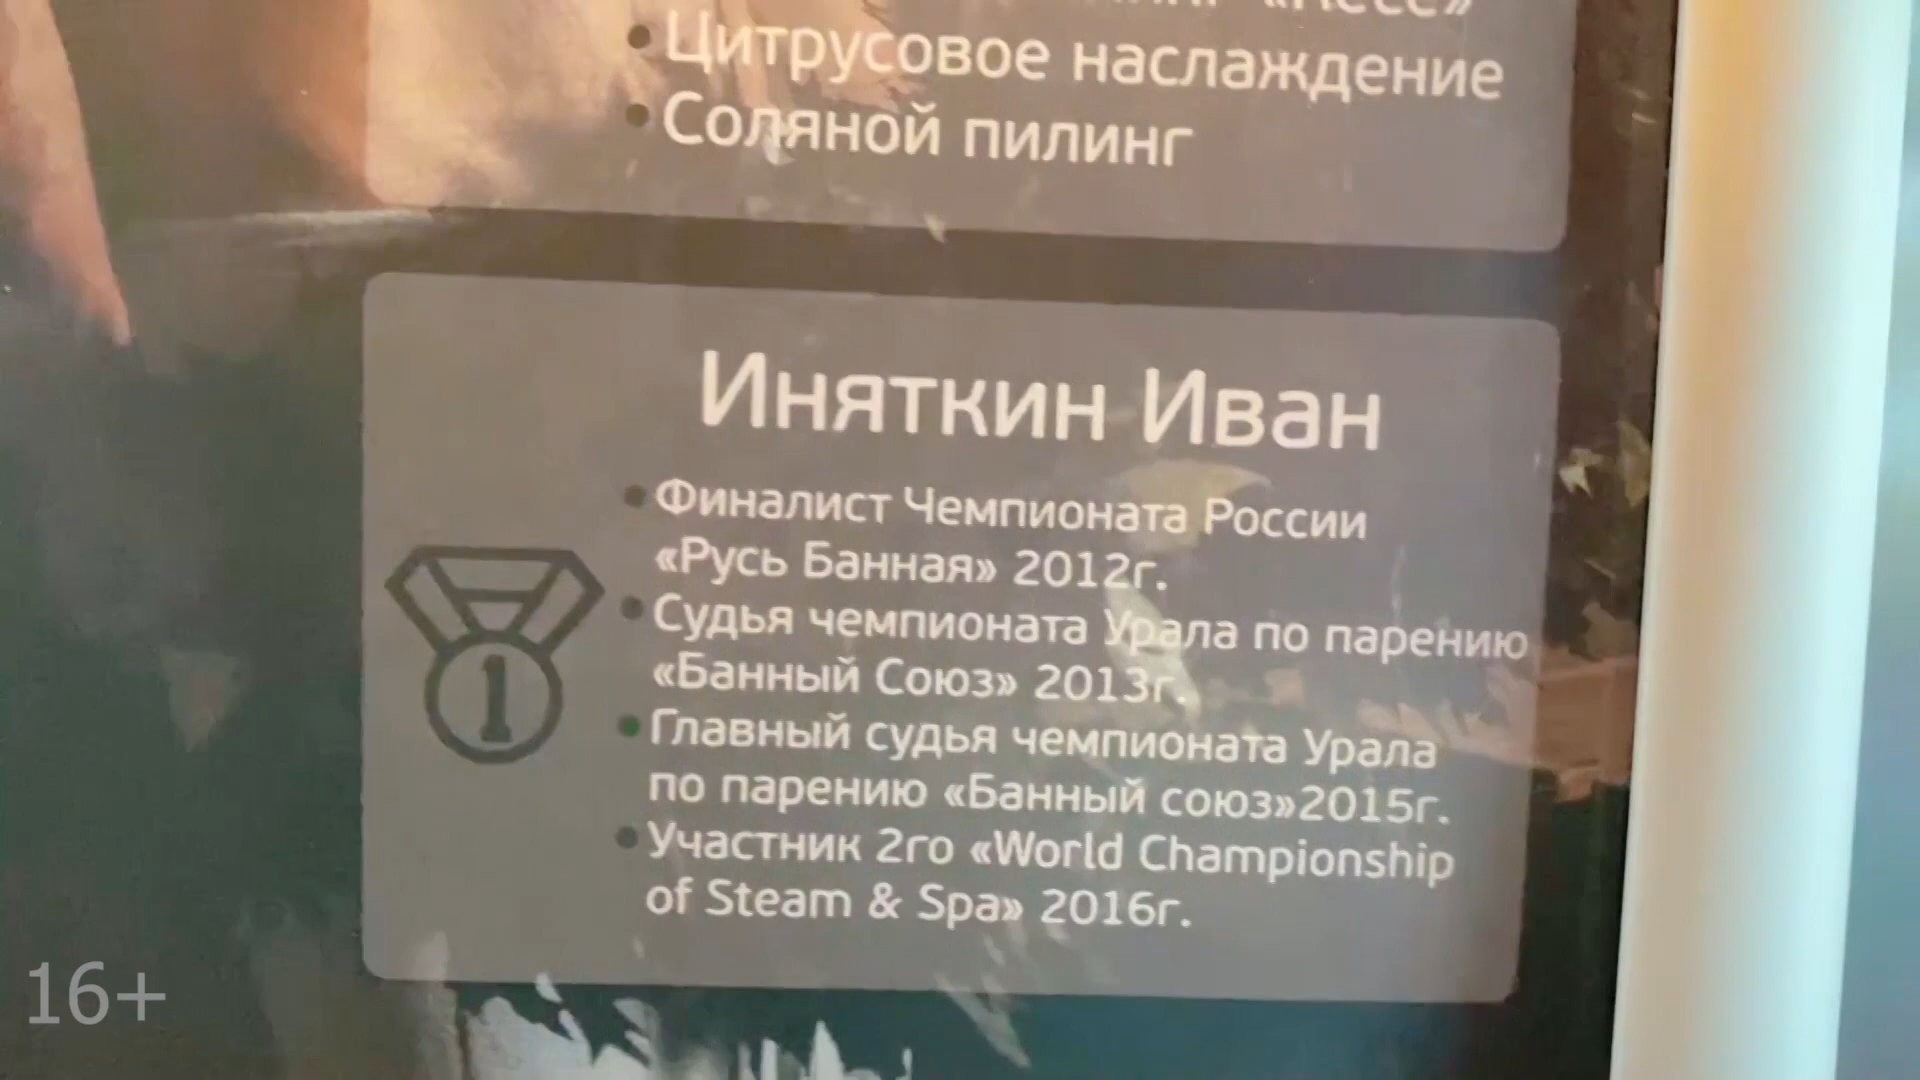 • Цитрусовое наслаждение
• Соляной пилинг
Иняткин Иван
• Финалист Чемпионата России
«Русь Банная» 2012г.
• Судья чемпионата Урала по парению
«Банный Союз» 2013г.
• Главный судья чемпионата Урала
по парению «Банный союз»2015г.
• Участник 2го «World Championship
of Steam & Spa» 2016г.
1
16+